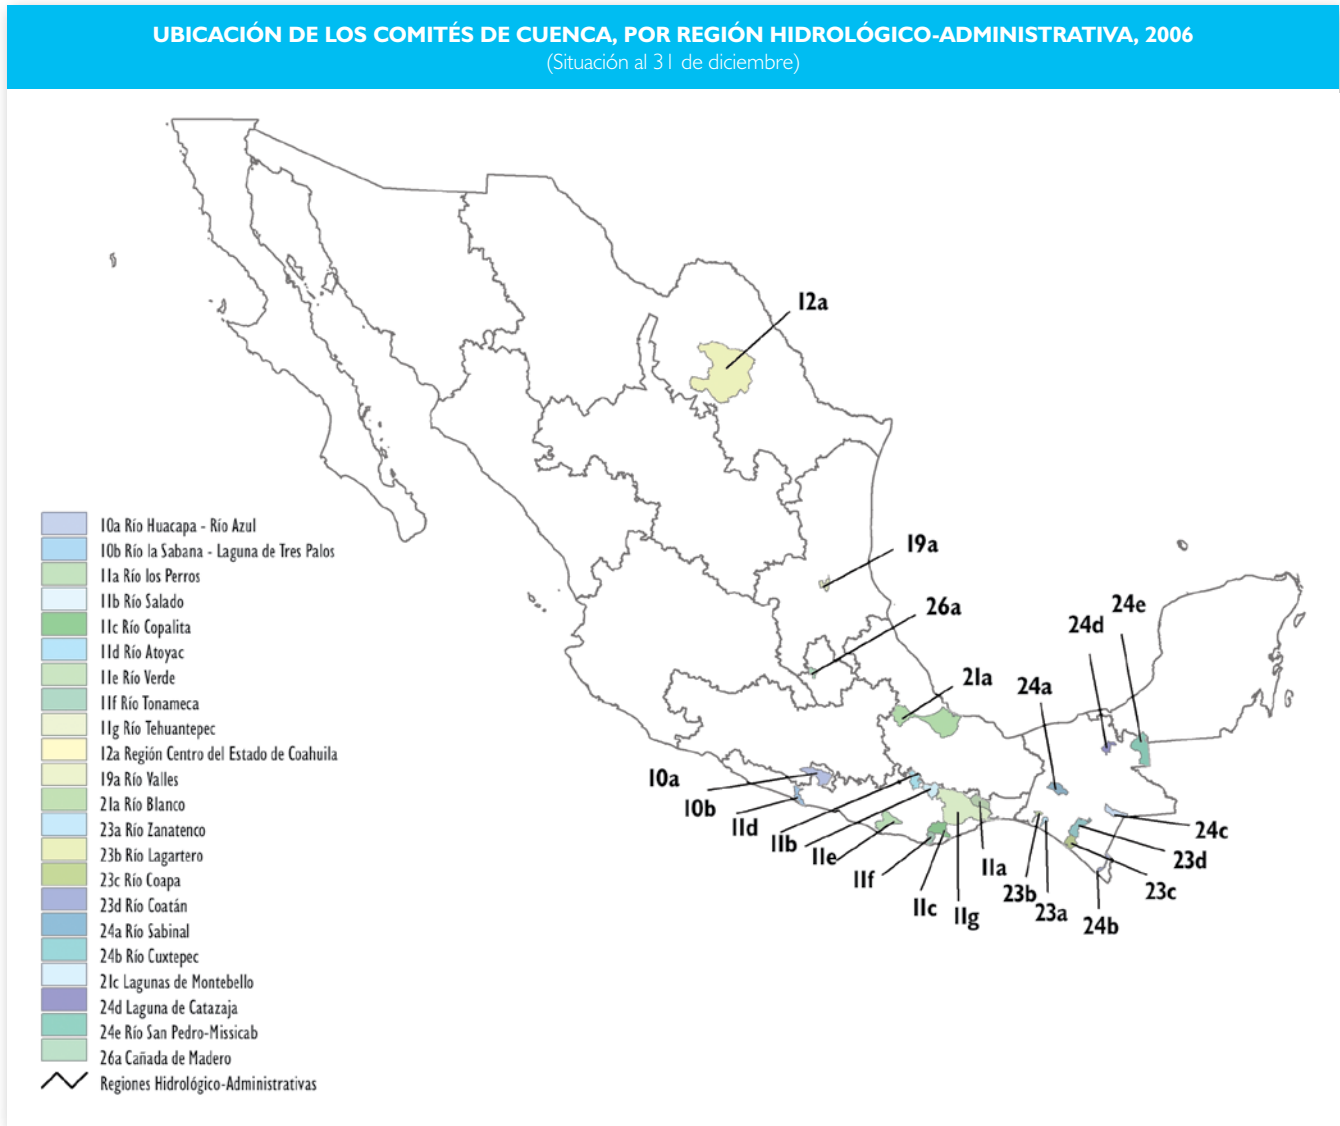 UBICACIÓN DE LOS COMITÉS DE CUENCA, POR REGIÓN HIDROLÓGICO-ADMINISTRATIVA, 2006
(Situación al 31 de diciembre)
12a
19a
26a
24e
24d
21a
24a
10a
10b
11d
11b
11e
11f
11c
11g
11a
23b
23a
24b
23c
23d
24c
10a Río Huacapa - Río Azul
10b Río la Sabana - Laguna de Tres Palos
11a Río los Perros
11b Río Salado
11c Río Copalita
11d Río Atoyac
11e Río Verde
11f Río Tonameca
11g Río Tehuantepec
12a Región Centro del Estado de Coahuila
19a Río Valles
21a Río Blanco
23a Río Zanatenco
23b Río Lagartero
23c Río Coapa
23d Río Coatán
24a Río Sabinal
24b Río Cuxtepec
21c Lagunas de Montebello
24d Laguna de Catazaja
24e Río San Pedro-Missicab
26a Cañada de Madero
Regiones Hidrológico-Administrativas